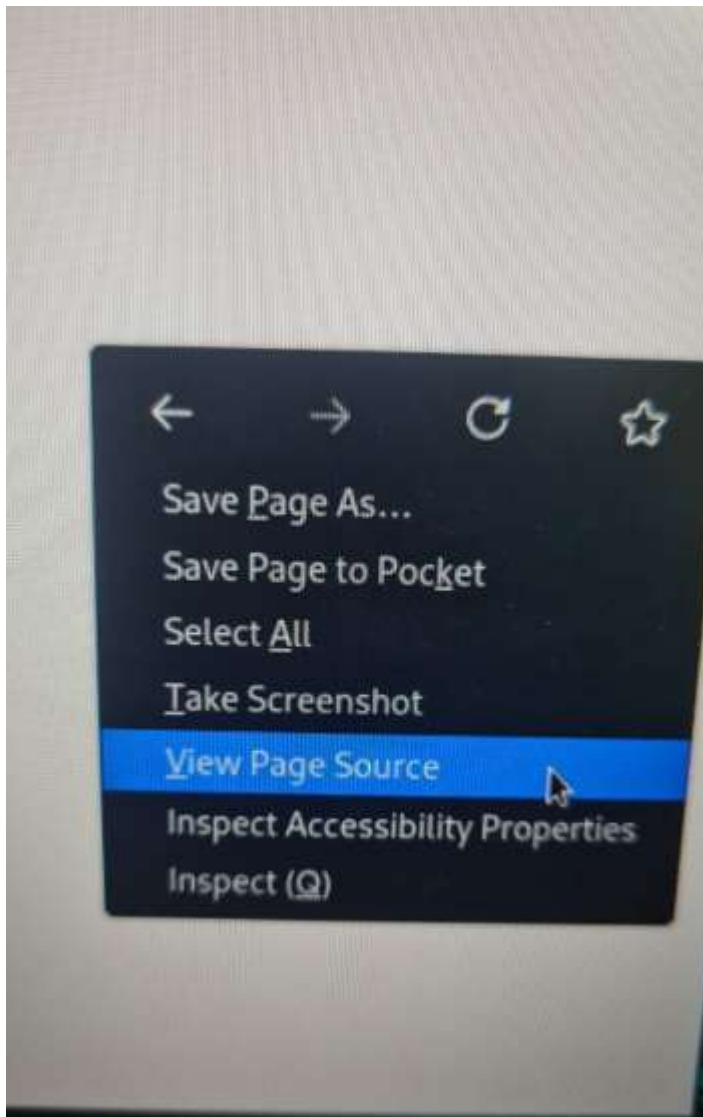 Save Page As...
Save Page to Pocket
Select All
Take Screenshot
View Page Source
Inspect Accessibility Properties
Inspect (Q)